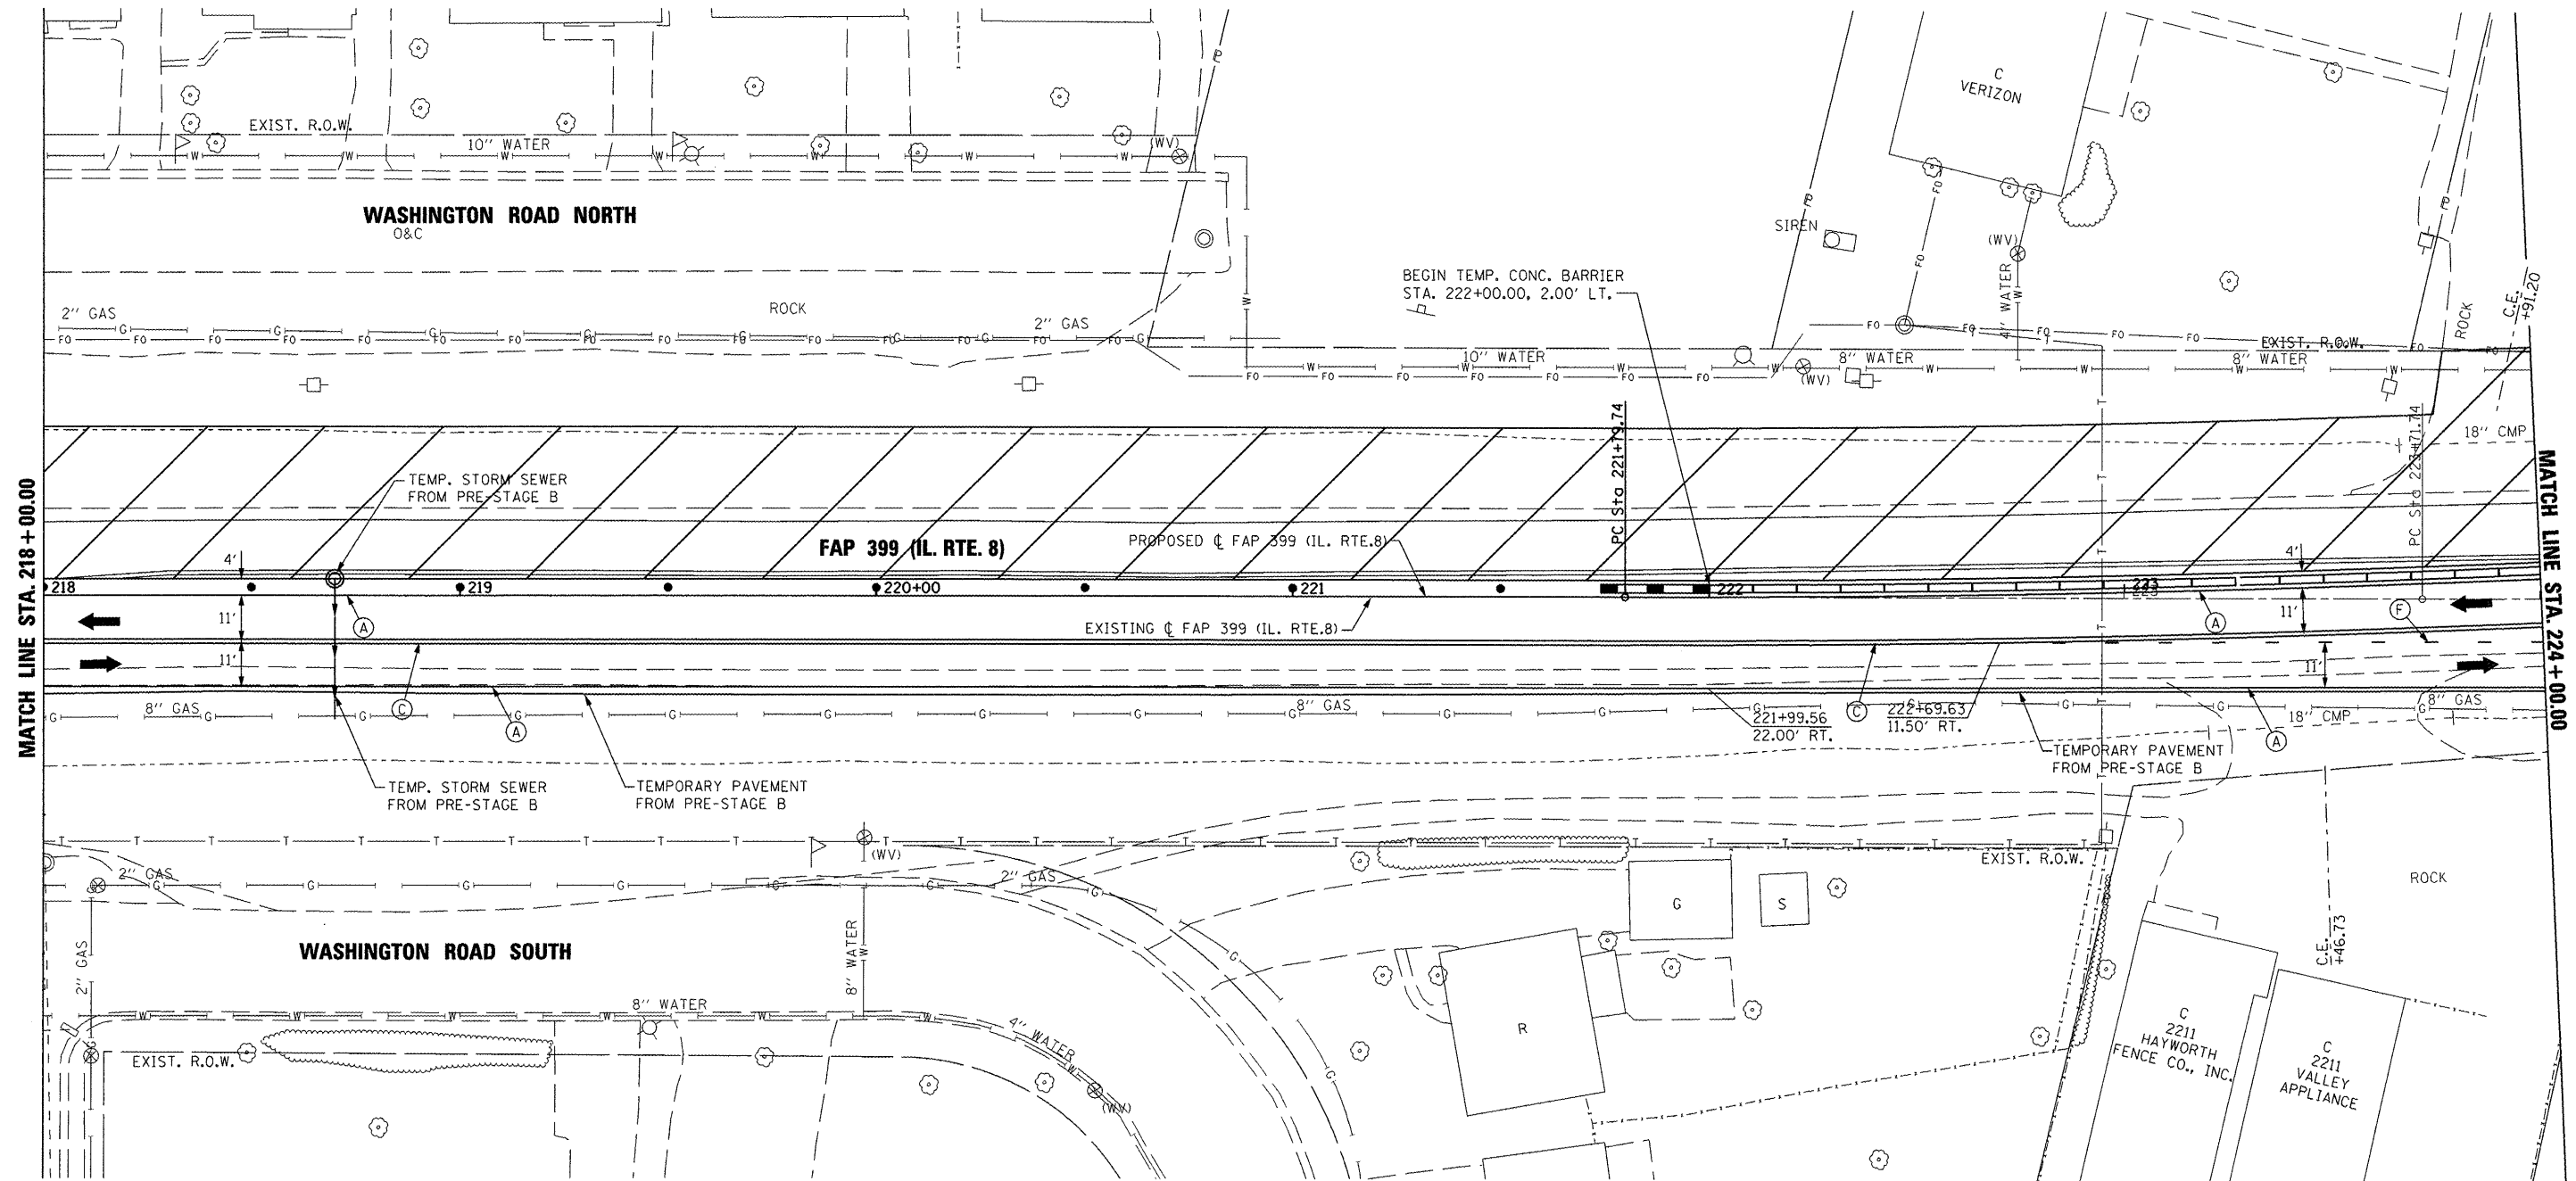 C
VERIZON
EXIST. R.O.W.
10'' WATER
(WV)
WASHINGTON ROAD NORTH
O&C
SIREN
(WV)
4'' WATER
BEGIN TEMP. CONC. BARRIER
STA. 222+00.00, 2.00' LT.
ROCK
C.E.
+91.20
2'' GAS
ROCK
2'' GAS
10'' WATER
8'' WATER
(WV)
EXIST. R.O.W.
8'' WATER
18'' CMP
PC Sta 221+79.74
PC Sta 223+71.74
TEMP. STORM SEWER
FROM PRE-STAGE B
MATCH LINE STA. 218+00.00
MATCH LINE STA. 224+00.00
FAP 399 (IL. RTE. 8)
PROPOSED ℄ FAP 399 (IL. RTE.8)
4'
4'
218
219
220+00
221
222
223
223
A
11'
EXISTING ℄ FAP 399 (IL. RTE.8)
A
11'
F
11'
11'
8'' GAS
C
A
8'' GAS
221+99.56
22.00' RT.
C
222+69.63
11.50' RT.
18'' CMP
8'' GAS
A
TEMPORARY PAVEMENT
FROM PRE-STAGE B
TEMP. STORM SEWER
FROM PRE-STAGE B
TEMPORARY PAVEMENT
FROM PRE-STAGE B
(WV)
EXIST. R.O.W.
2'' GAS
2'' GAS
ROCK
G
S
WASHINGTON ROAD SOUTH
2'' GAS
8'' WATER
C.E.
+46.73
8'' WATER
4'' WATER
R
EXIST. R.O.W.
(WV)
C
2211
HAYWORTH
FENCE CO., INC.
C
2211
VALLEY
APPLIANCE